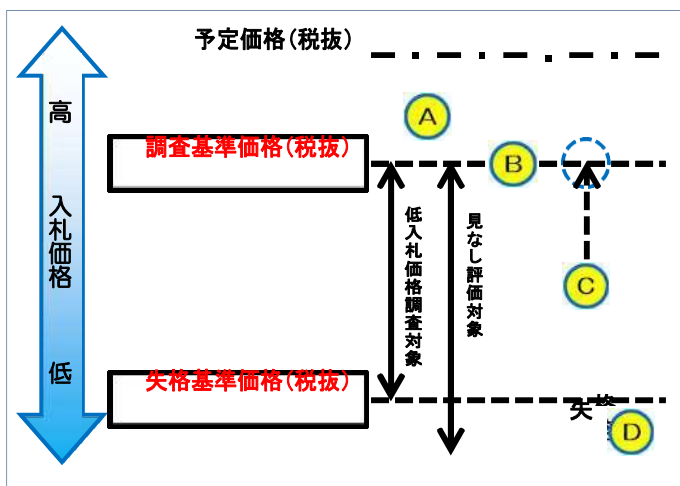 予定価格(税抜)
高
A
調査基準価格(税抜)
B
入札価格
低入札価格調査対象
見なし評価対象
C
低
失格基準価格(税抜)
失格
D